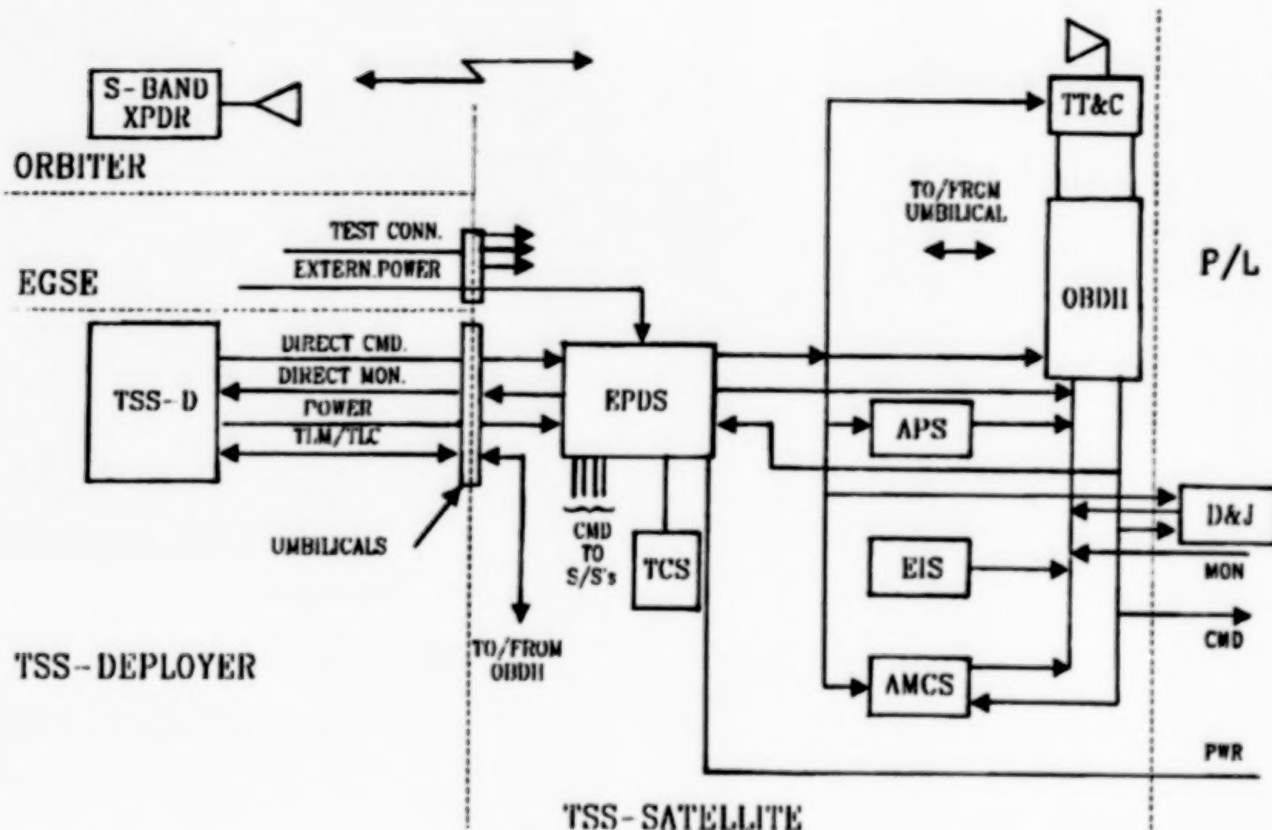 S-BAND
XPDR
ORBITER
TT&C
TO/FROM
UMBILICAL
TEST CONN.
EXTERN.POWER
EGSE
OBDH
P/L
TSS-D
DIRECT CMD.
DIRECT MON.
POWER
TLM/TLC
EPDS
APS
UMBILICALS
CMD
TO
S/S's
TCS
EIS
D&J
MON
CMD
TO/FROM
OBDH
TSS-DEPLOYER
AMCS
PWR
TSS-SATELLITE